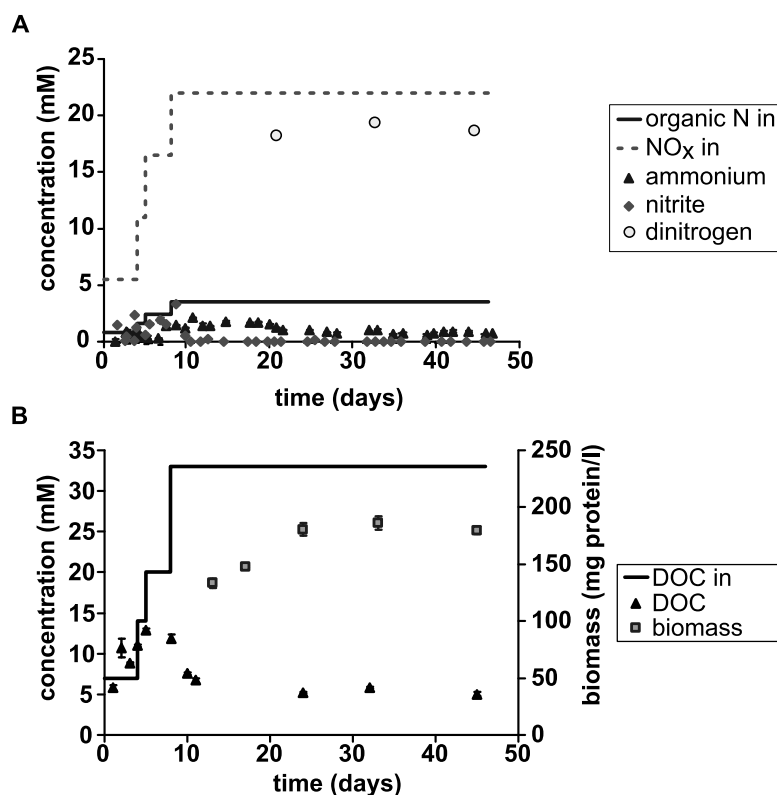 A
concentration (mM)
25
20
15
10
5
0
0 10 20 30 40 50
time (days)
organic N in
NOx in
ammonium
nitrite
dinitrogen
B
concentration (mM)
35
30
25
20
15
10
5
0
0 10 20 30 40 50
time (days)
250
200
150
100
50
0
biomass (mg protein/l)
DOC in
DOC
biomass